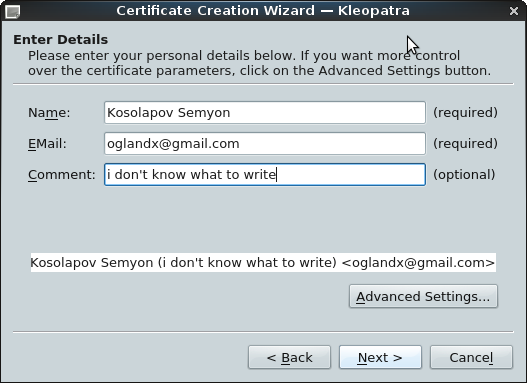 Certificate Creation Wizard — Kleopatra
Enter Details
Please enter your personal details below. If you want more control
over the certificate parameters, click on the Advanced Settings button.
Name: Kosolapov Semyon (required)
EMail: oglandx@gmail.com (required)
Comment: i don't know what to write (optional)
Kosolapov Semyon (i don't know what to write) <oglandx@gmail.com>
Advanced Settings...
< Back Next > Cancel